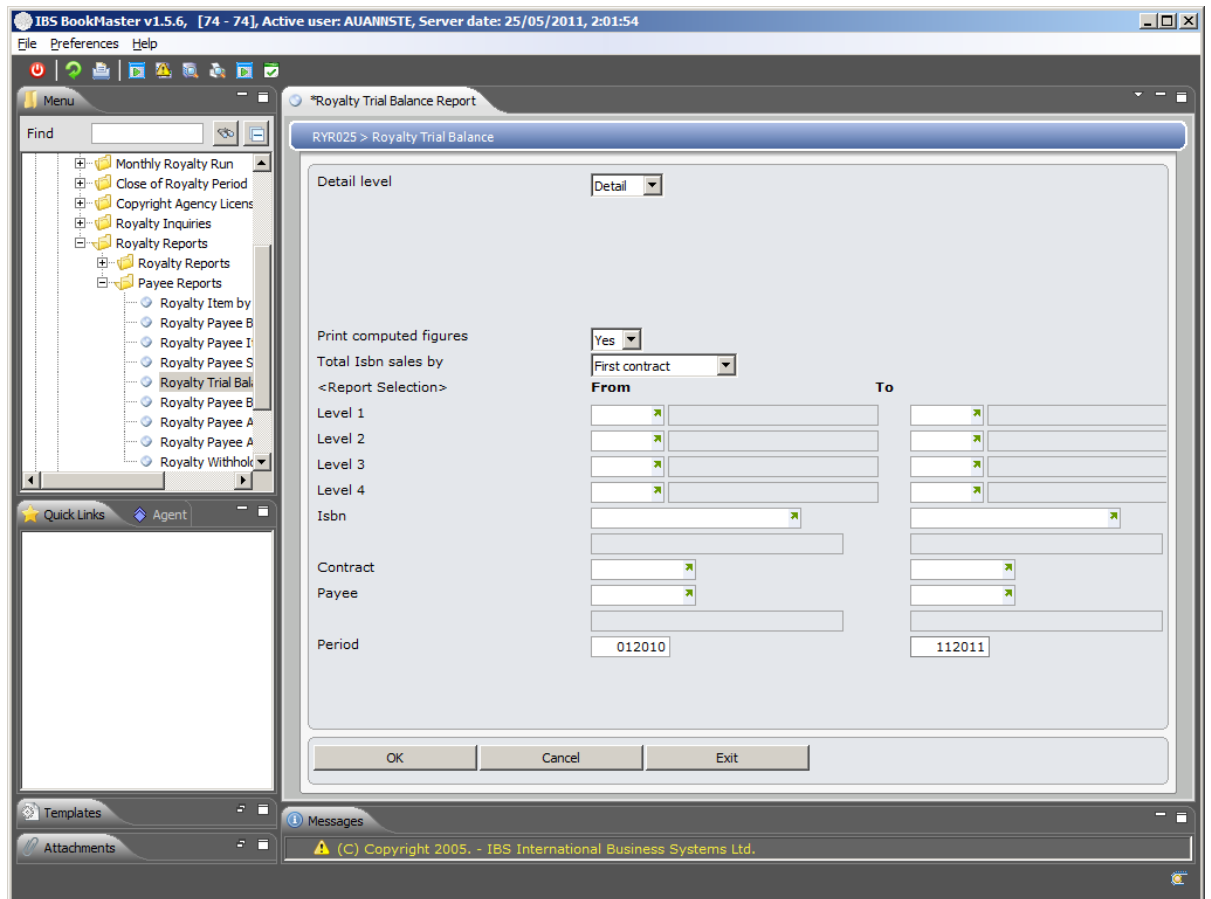 IBS BookMaster v1.5.6, [74 - 74], Active user: AUANNSTE, Server date: 25/05/2011, 2:01:54
File Preferences Help
Menu
*Royalty Trial Balance Report
Find
RYR025 > Royalty Trial Balance
Monthly Royalty Run
Close of Royalty Period
Copyright Agency Licens
Royalty Inquiries
Royalty Reports
Royalty Reports
Payee Reports
Royalty Item by
Royalty Payee B
Royalty Payee I
Royalty Payee S
Royalty Trial Bal
Royalty Payee B
Royalty Payee A
Royalty Payee A
Royalty Withhol
Quick Links Agent
Templates
Attachments
Detail level Detail
Print computed figures Yes
Total Isbn sales by First contract
<Report Selection> From To
Level 1
Level 2
Level 3
Level 4
Isbn
Contract
Payee
Period 012010 112011
OK Cancel Exit
Messages
(C) Copyright 2005. - IBS International Business Systems Ltd.